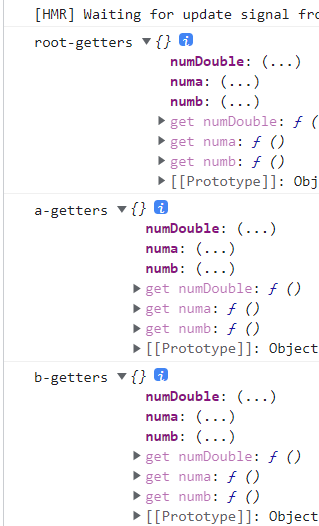 [HMR] Waiting for update signal fro
root-getters ▼{} i
numDouble: (...)
numa: (...)
numb: (...)
▶ get numDouble: ƒ (
▶ get numa: ƒ ()
▶ get numb: ƒ ()
▶ [[Prototype]]: Obj
a-getters ▼{} i
numDouble: (...)
numa: (...)
numb: (...)
▶ get numDouble: ƒ ()
▶ get numa: ƒ ()
▶ get numb: ƒ ()
▶ [[Prototype]]: Object
b-getters ▼{} i
numDouble: (...)
numa: (...)
numb: (...)
▶ get numDouble: ƒ ()
▶ get numa: ƒ ()
▶ get numb: ƒ ()
▶ [[Prototype]]: Object